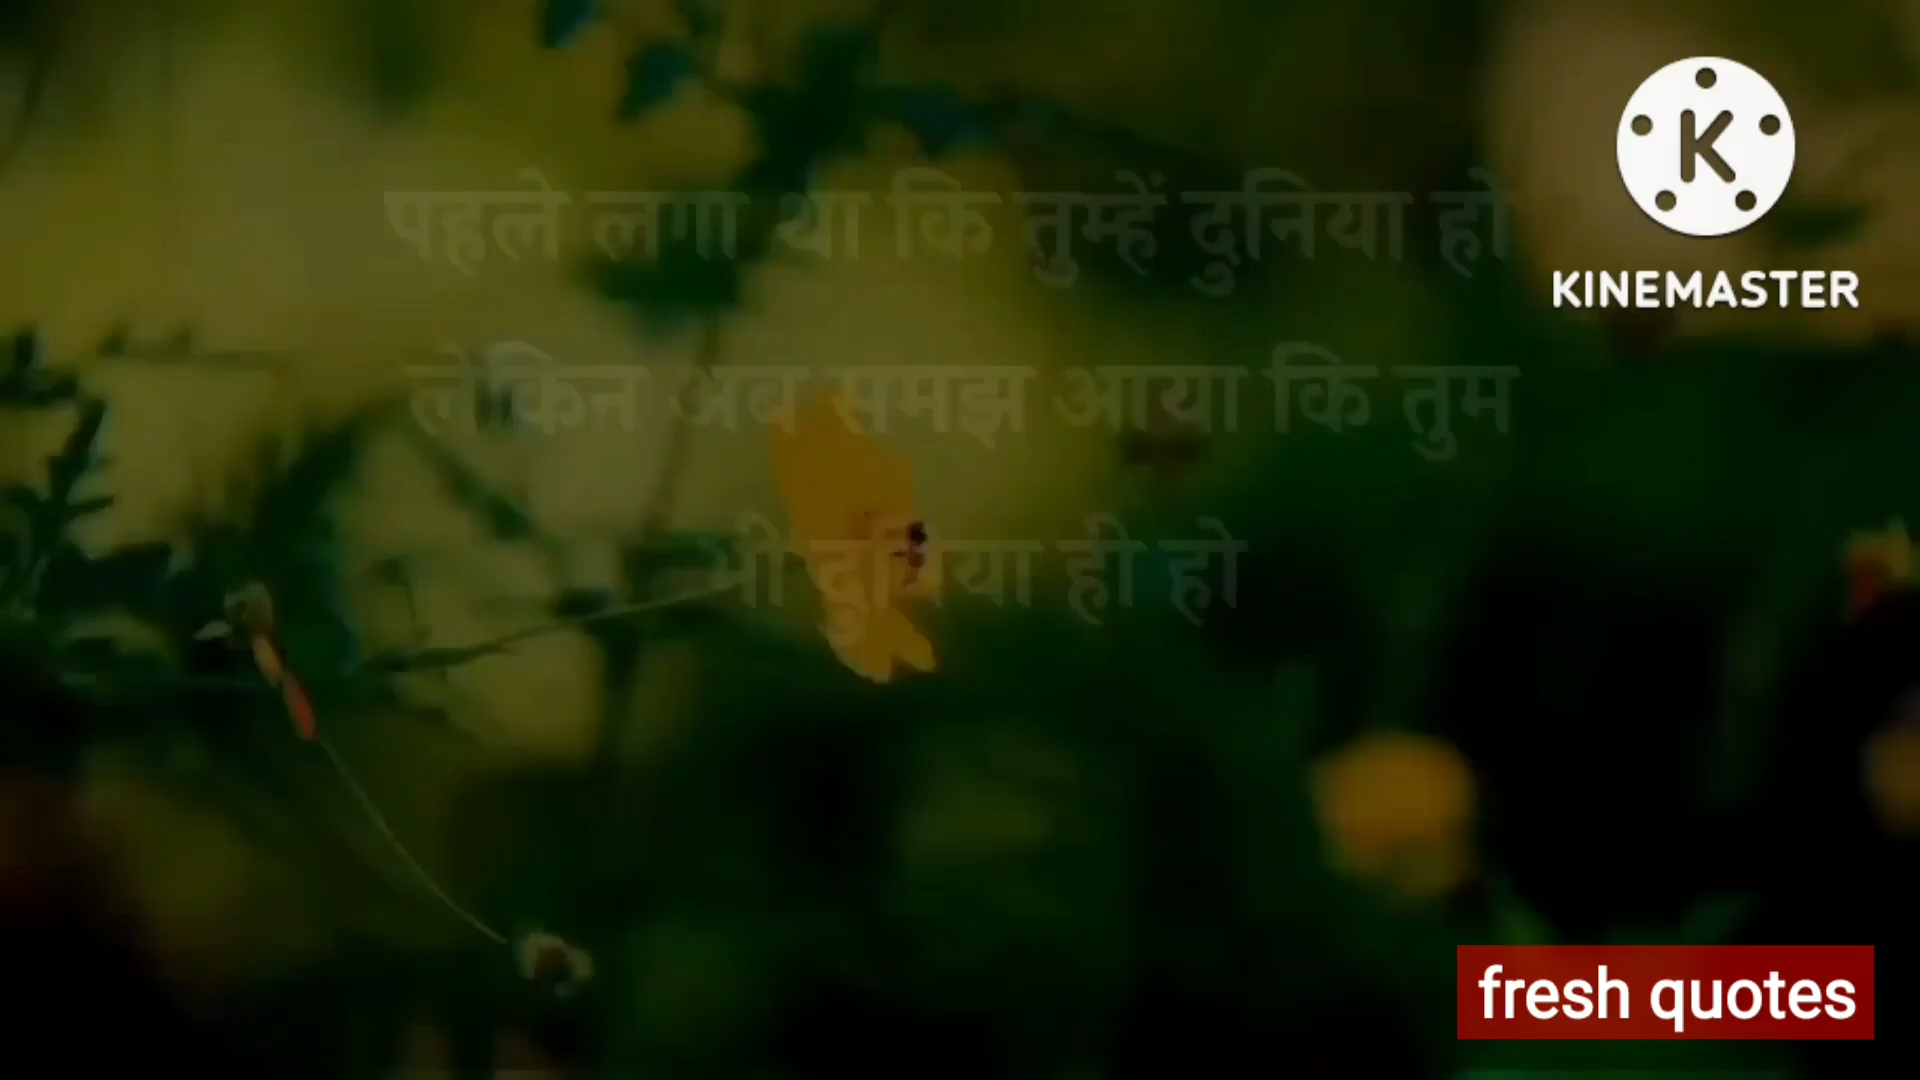 पहले लगा था कि तुम्हें दुनिया हो
लेकिन अब समझ आया कि तुम
भी दुनिया ही हो
KINEMASTER
fresh quotes